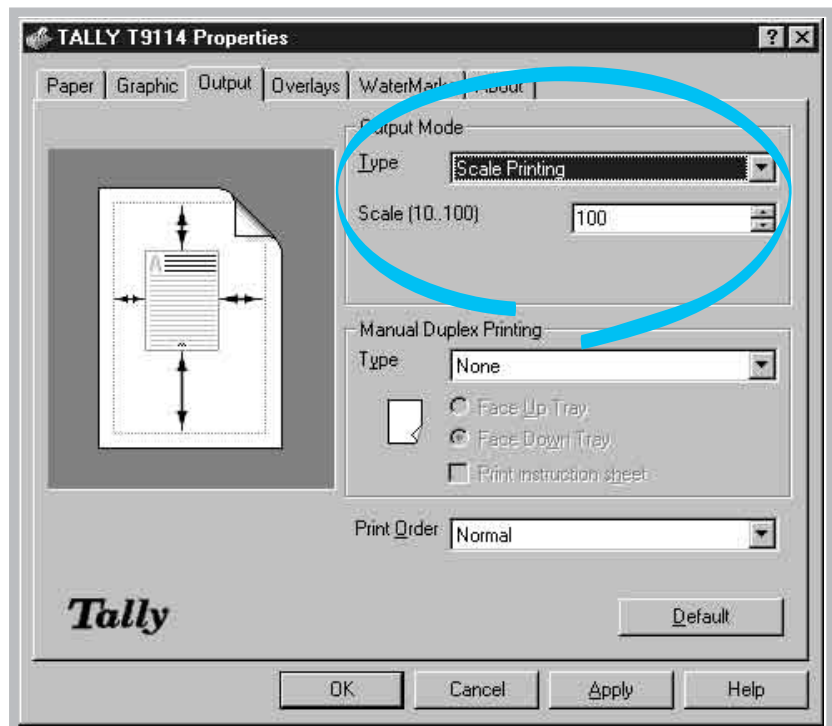 TALLY T9114 Properties
Paper Graphic Output Overlays WaterMarks About
Output Mode
Type Scale Printing
Scale (10..100) 100
Manual Duplex Printing
Type None
Face Up Tray
Face Down Tray
Print instruction sheet
Print Order Normal
Tally
Default
OK Cancel Apply Help